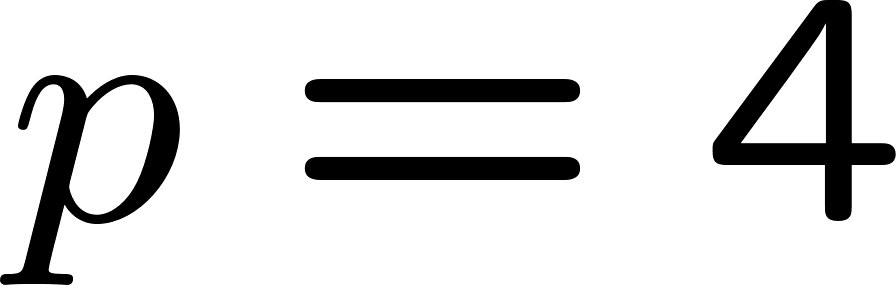 p = 4